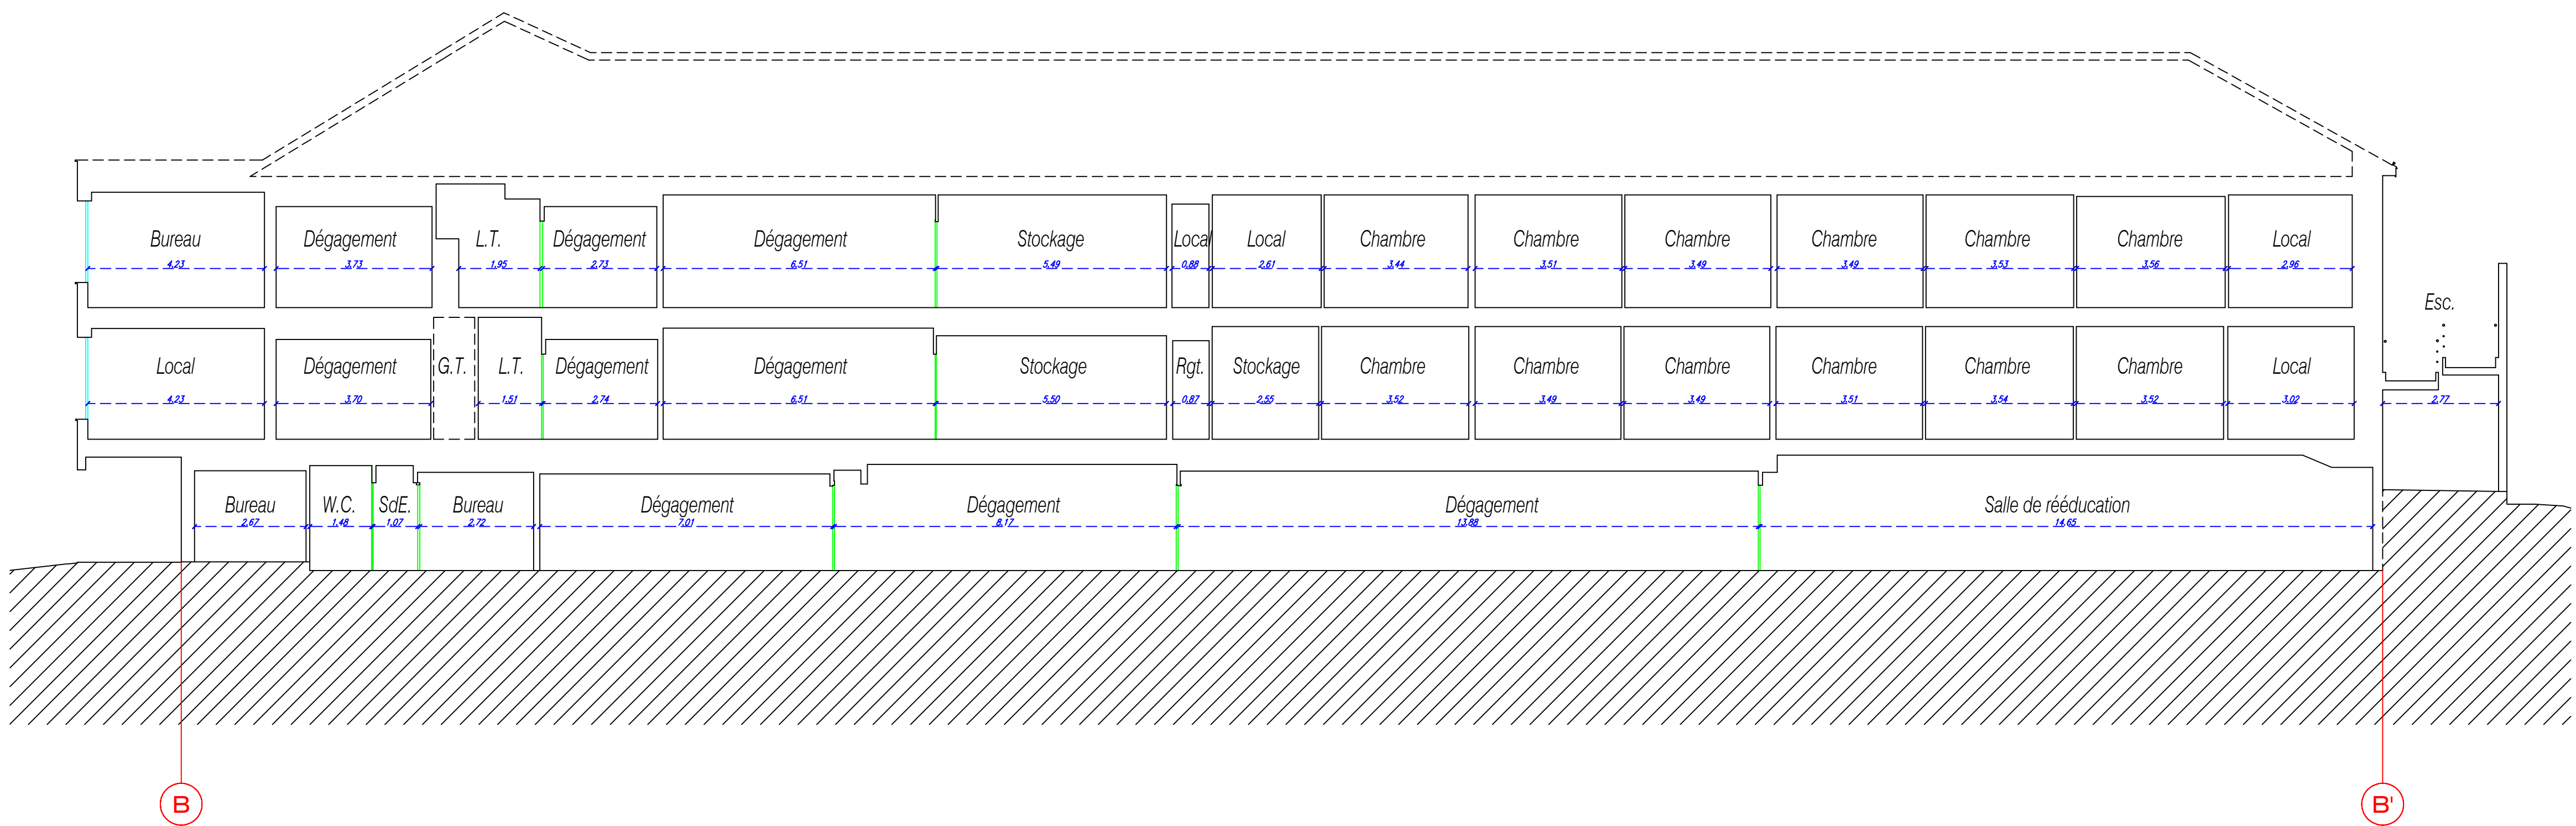 Bureau Dégagement L.T. Dégagement Dégagement Stockage Local Local Chambre Chambre Chambre Chambre Chambre Chambre Local
4,23 3,73 1,95 2,73 6,51 5,49 0,88 2,61 3,44 3,51 3,49 3,49 3,53 3,56 2,96
Esc.
Local Dégagement G.T. L.T. Dégagement Dégagement Stockage Rgt. Stockage Chambre Chambre Chambre Chambre Chambre Chambre Local
4,23 3,70 1,51 2,74 6,51 5,50 0,87 2,55 3,52 3,49 3,49 3,51 3,54 3,52 3,02 2,77
Bureau W.C. SdE. Bureau Dégagement Dégagement Dégagement Salle de rééducation
2,67 1,48 1,07 2,72 7,01 8,17 13,88 14,65
B B'